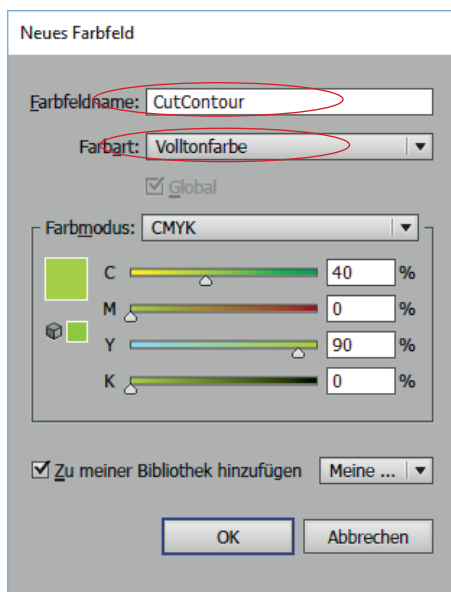 Neues Farbfeld
Farbfeldname: CutContour
Farbart: Volltonfarbe
Global
Farbmodus: CMYK
C 40 %
M 0 %
Y 90 %
K 0 %
Zu meiner Bibliothek hinzufügen Meine ...
OK Abbrechen